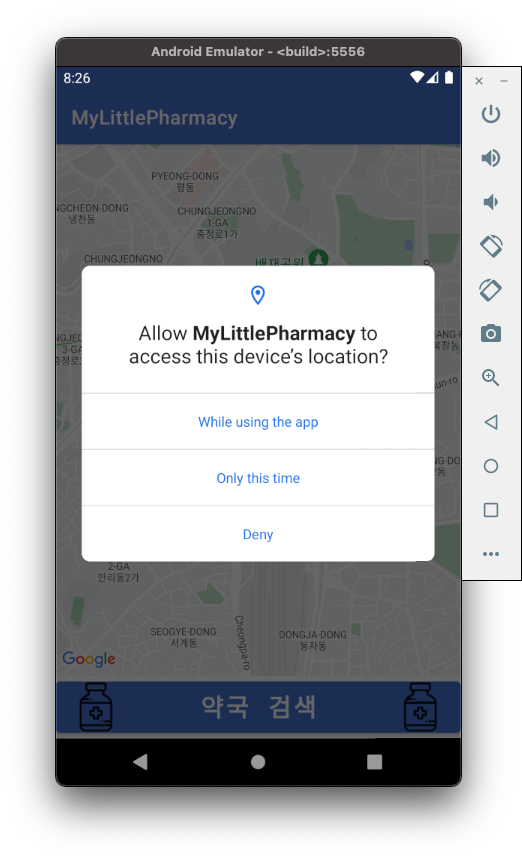 Android Emulator - <build>:5556
8:26
MyLittlePharmacy
PYEONG-DONG
평동
NGCHEON-DONG
냉천동
CHUNGJEONGNO
1-GA
충정로1가
CHUNGJEONGNO
배재공원
Allow MyLittlePharmacy to
access this device's location?
While using the app
Only this time
Deny
2-GA
만리동2가
SEOGYE-DONG
서계동
Cheongpa-ro
DONGJA-DONG
동자동
Google
약국 검색